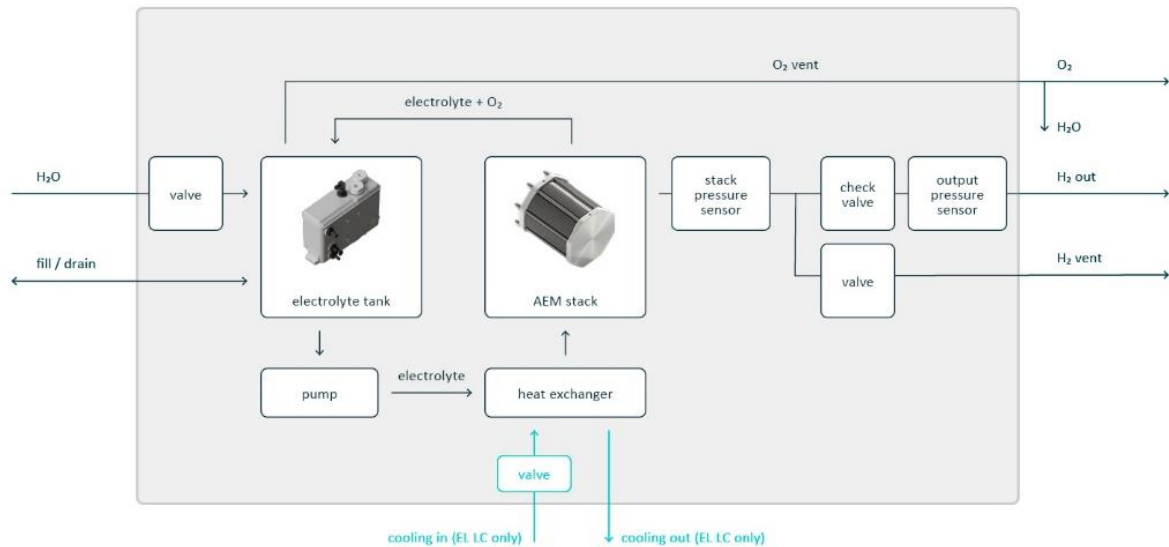 O₂ vent
O₂
electrolyte + O₂
H₂O
H₂O
valve
stack
pressure
sensor
check
valve
output
pressure
sensor
H₂ out
fill / drain
electrolyte tank
AEM stack
valve
H₂ vent
pump
electrolyte
heat exchanger
valve
cooling in (EL LC only)
cooling out (EL LC only)